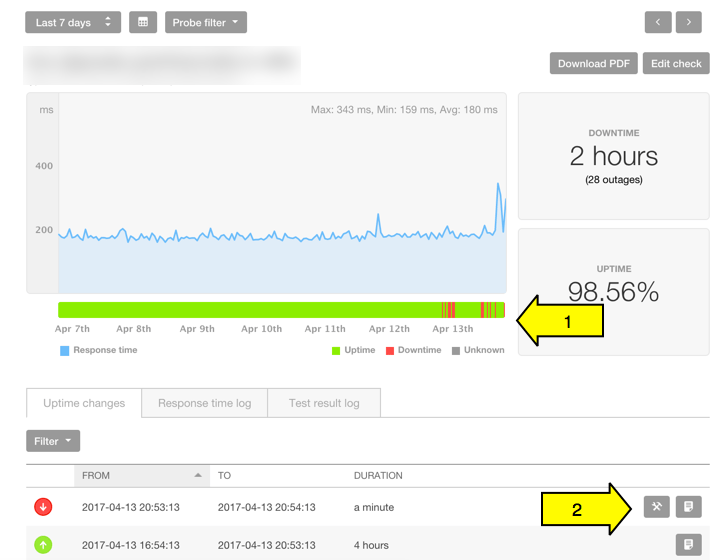 Last 7 days
Probe filter
Download PDF Edit check
ms Max: 343 ms, Min: 159 ms, Avg: 180 ms
400
200
DOWNTIME
2 hours
(28 outages)
UPTIME
98.56%
1
Apr 7th Apr 8th Apr 9th Apr 10th Apr 11th Apr 12th Apr 13th
Response time Uptime Downtime Unknown
Uptime changes Response time log Test result log
Filter
FROM TO DURATION
2017-04-13 20:53:13 2017-04-13 20:54:13 a minute 2
2017-04-13 16:54:13 2017-04-13 20:53:13 4 hours